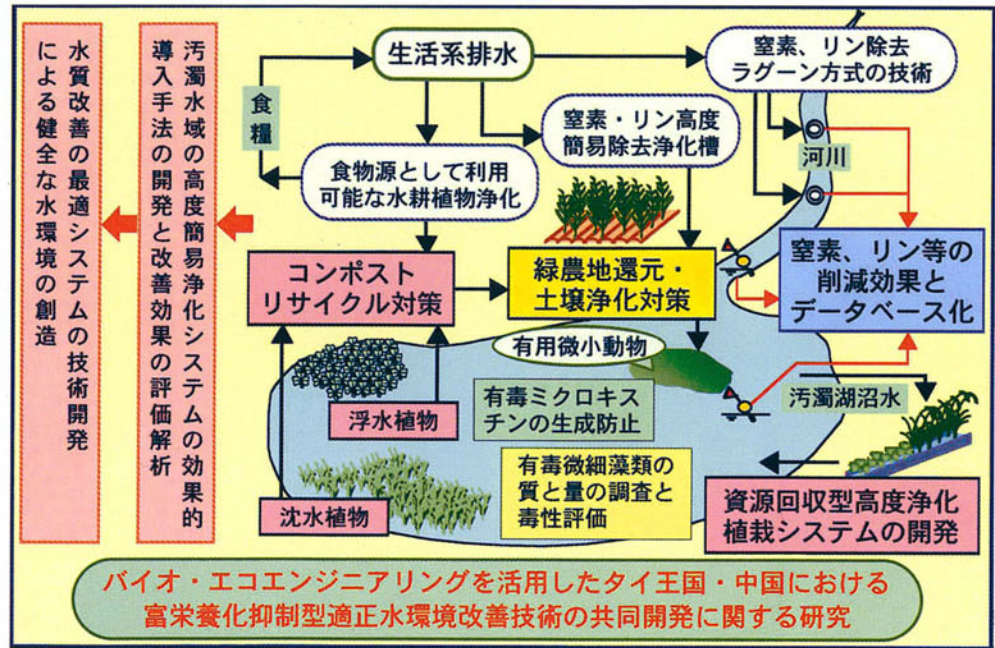 水質改善の最適システムの技術開発
による健全な水環境の創造
汚濁水域の高度簡易浄化システムの効果的
導入手法の開発と改善効果の評価解析
生活系排水
窒素、リン除去
ラグーン方式の技術
食糧
窒素・リン高度
簡易除去浄化槽
河川
食物源として利用
可能な水耕植物浄化
コンポスト
リサイクル対策
緑農地還元・
土壌浄化対策
窒素、リン等の
削減効果と
データベース化
有用微小動物
有毒ミクロキス
チンの生成防止
汚濁湖沼水
浮水植物
有毒微細藻類の
質と量の調査と
毒性評価
沈水植物
資源回収型高度浄化
植栽システムの開発
バイオ・エコエンジニアリングを活用したタイ王国・中国における
富栄養化抑制型適正水環境改善技術の共同開発に関する研究